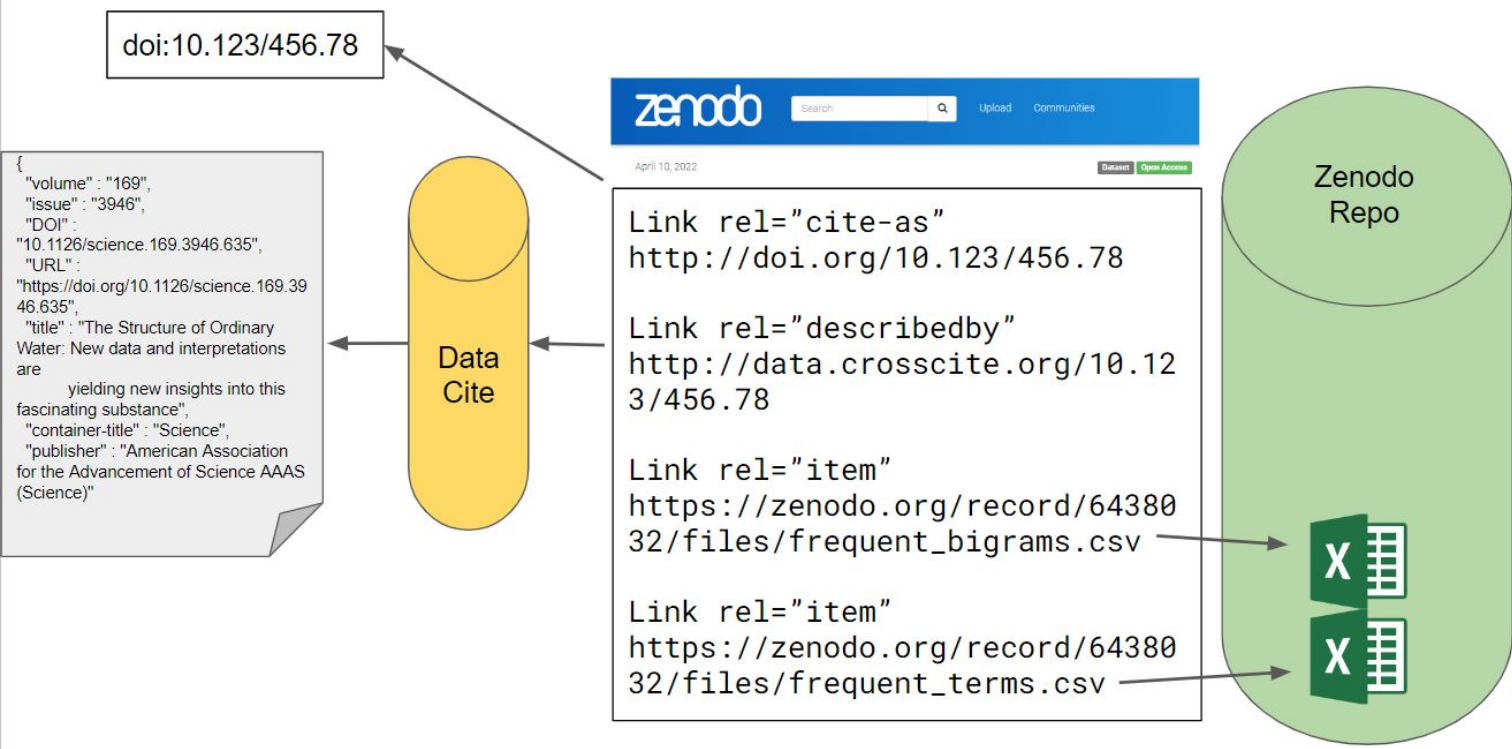 doi:10.123/456.78
zenodo
Search
Upload
Communities
April 10, 2022
Dataset
Open Access
{
"volume" : "169",
"issue" : "3946",
"DOI" :
"10.1126/science.169.3946.635",
"URL" :
"https://doi.org/10.1126/science.169.39
46.635",
"title" : "The Structure of Ordinary
Water: New data and interpretations
are
yielding new insights into this
fascinating substance",
"container-title" : "Science",
"publisher" : "American Association
for the Advancement of Science AAAS
(Science)"
Data
Cite
Link rel="cite-as"
http://doi.org/10.123/456.78
Link rel="describedby"
http://data.crosscite.org/10.12
3/456.78
Link rel="item"
https://zenodo.org/record/64380
32/files/frequent_bigrams.csv
Link rel="item"
https://zenodo.org/record/64380
32/files/frequent_terms.csv
Zenodo
Repo
X
X